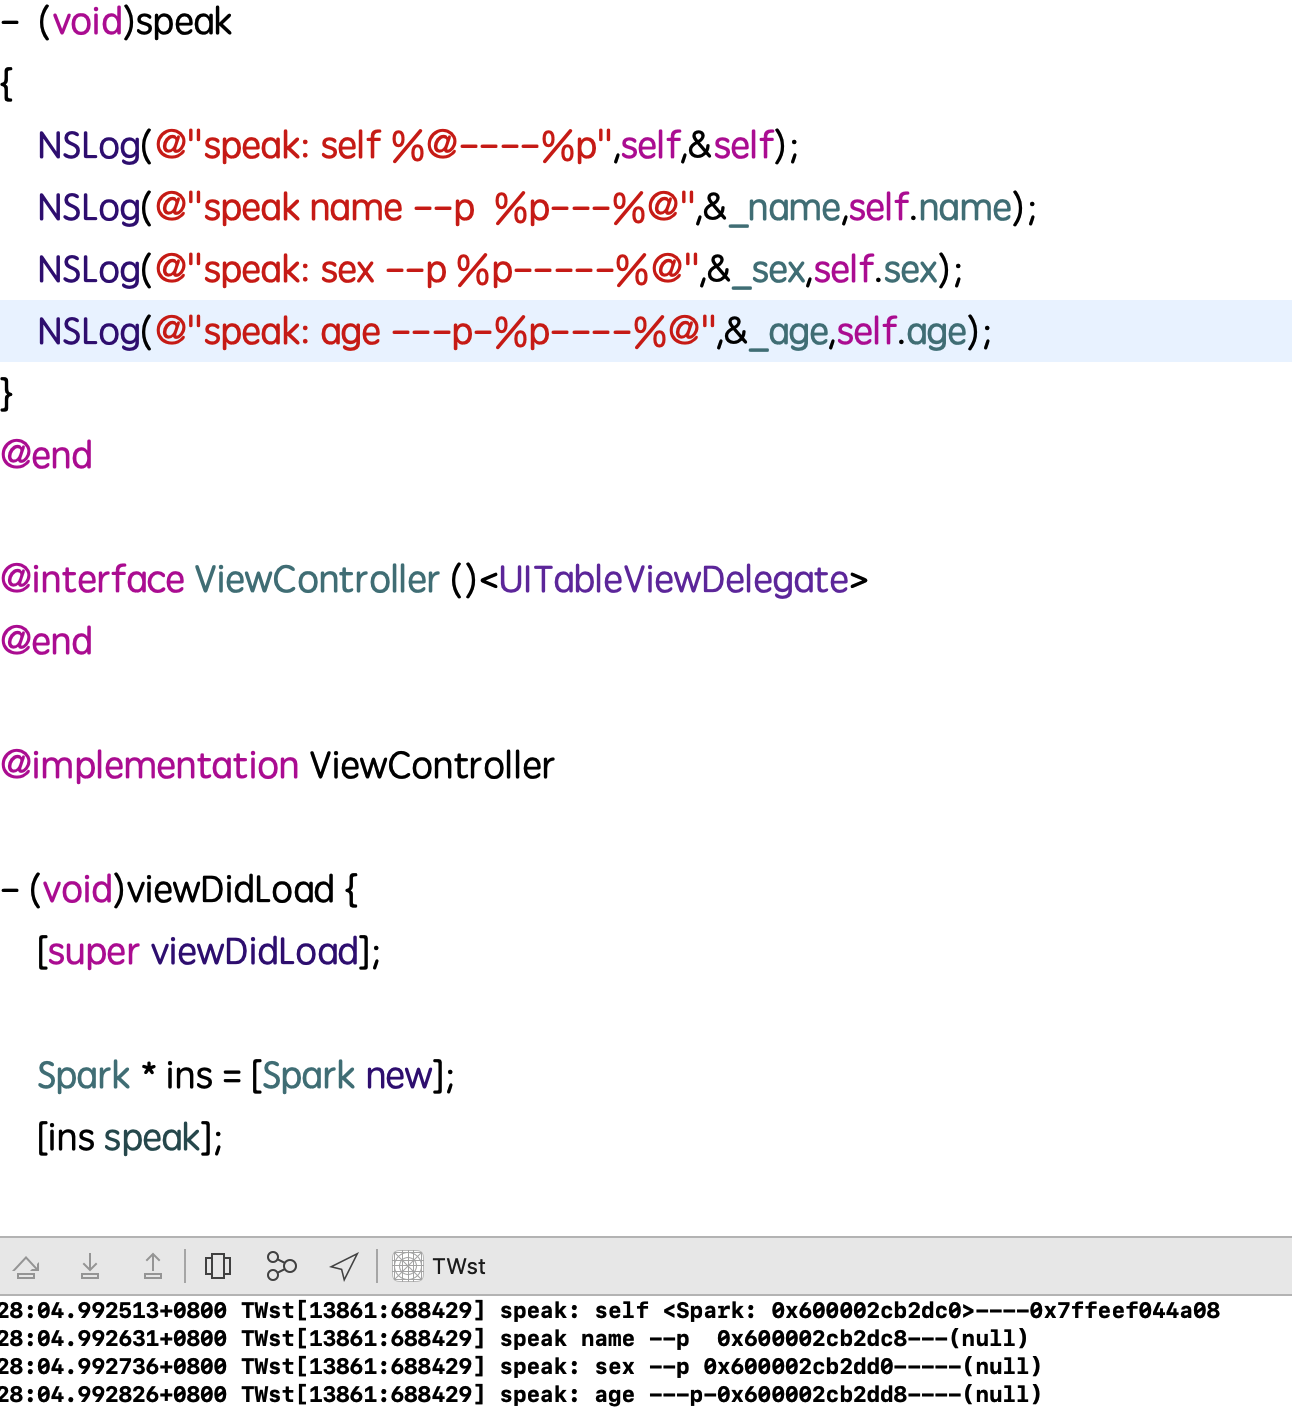 - (void)speak
{
NSLog(@"speak: self %@----%p",self,&self);
NSLog(@"speak name --p  %p---%@",&_name,self.name);
NSLog(@"speak: sex --p %p-----%@",&_sex,self.sex);
NSLog(@"speak: age ---p-%p----%@",&_age,self.age);
}
@end
@interface ViewController ()<UITableViewDelegate>
@end
@implementation ViewController
- (void)viewDidLoad {
[super viewDidLoad];
Spark * ins = [Spark new];
[ins speak];
TWst
28:04.992513+0800 TWst[13861:688429] speak: self <Spark: 0x600002cb2dc0>----0x7ffeef044a08
28:04.992631+0800 TWst[13861:688429] speak name --p  0x600002cb2dc8---(null)
28:04.992736+0800 TWst[13861:688429] speak: sex --p 0x600002cb2dd0-----(null)
28:04.992826+0800 TWst[13861:688429] speak: age ---p-0x600002cb2dd8----(null)